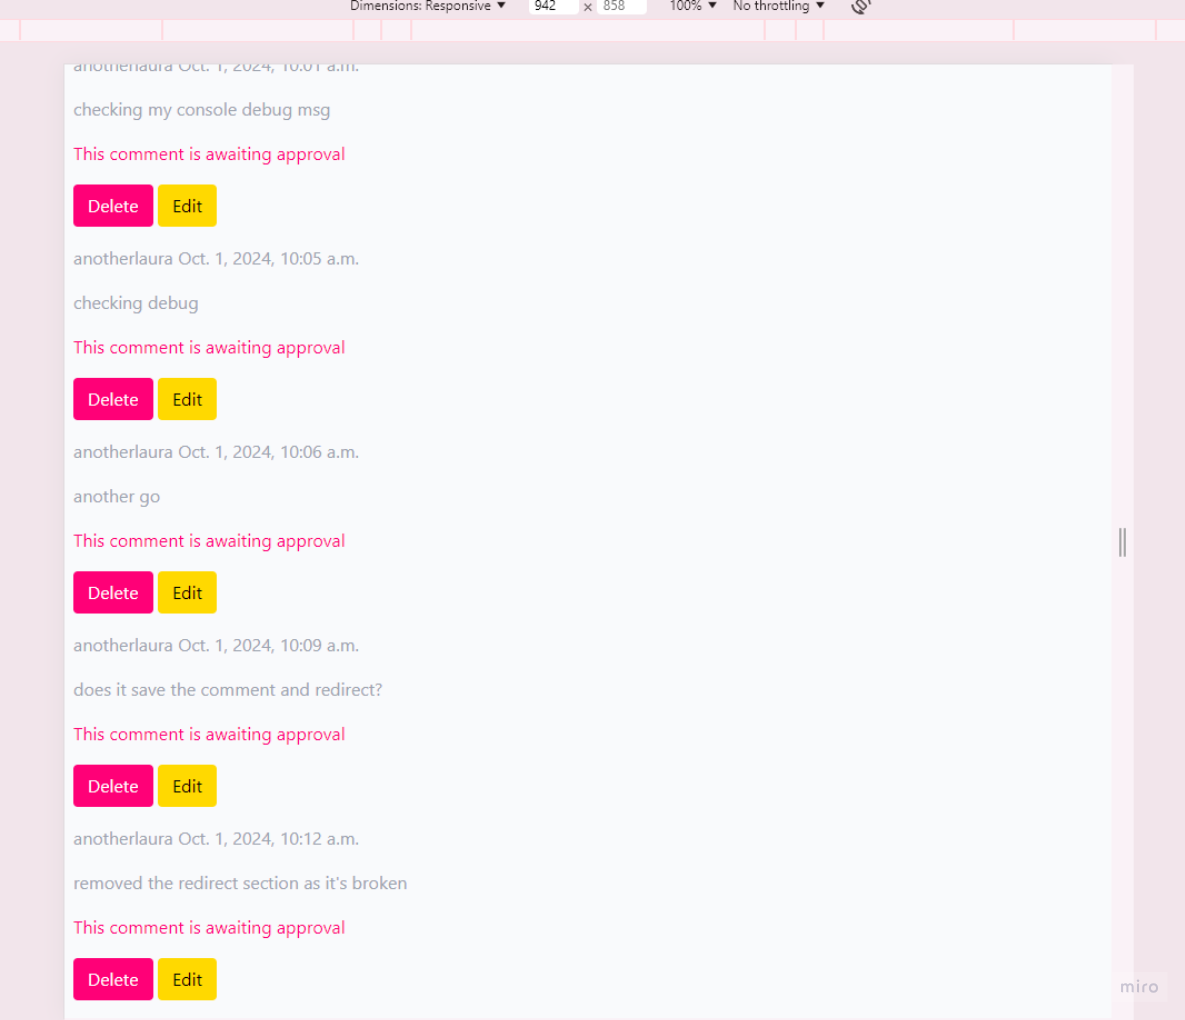 Dimensions: Responsive ▼ 942 × 858 100% ▼ No throttling ▼
anotherlaura Oct. 1, 2024, 10:01 a.m.
checking my console debug msg
This comment is awaiting approval
Delete Edit
anotherlaura Oct. 1, 2024, 10:05 a.m.
checking debug
This comment is awaiting approval
Delete Edit
anotherlaura Oct. 1, 2024, 10:06 a.m.
another go
This comment is awaiting approval
Delete Edit
anotherlaura Oct. 1, 2024, 10:09 a.m.
does it save the comment and redirect?
This comment is awaiting approval
Delete Edit
anotherlaura Oct. 1, 2024, 10:12 a.m.
removed the redirect section as it's broken
This comment is awaiting approval
Delete Edit
miro